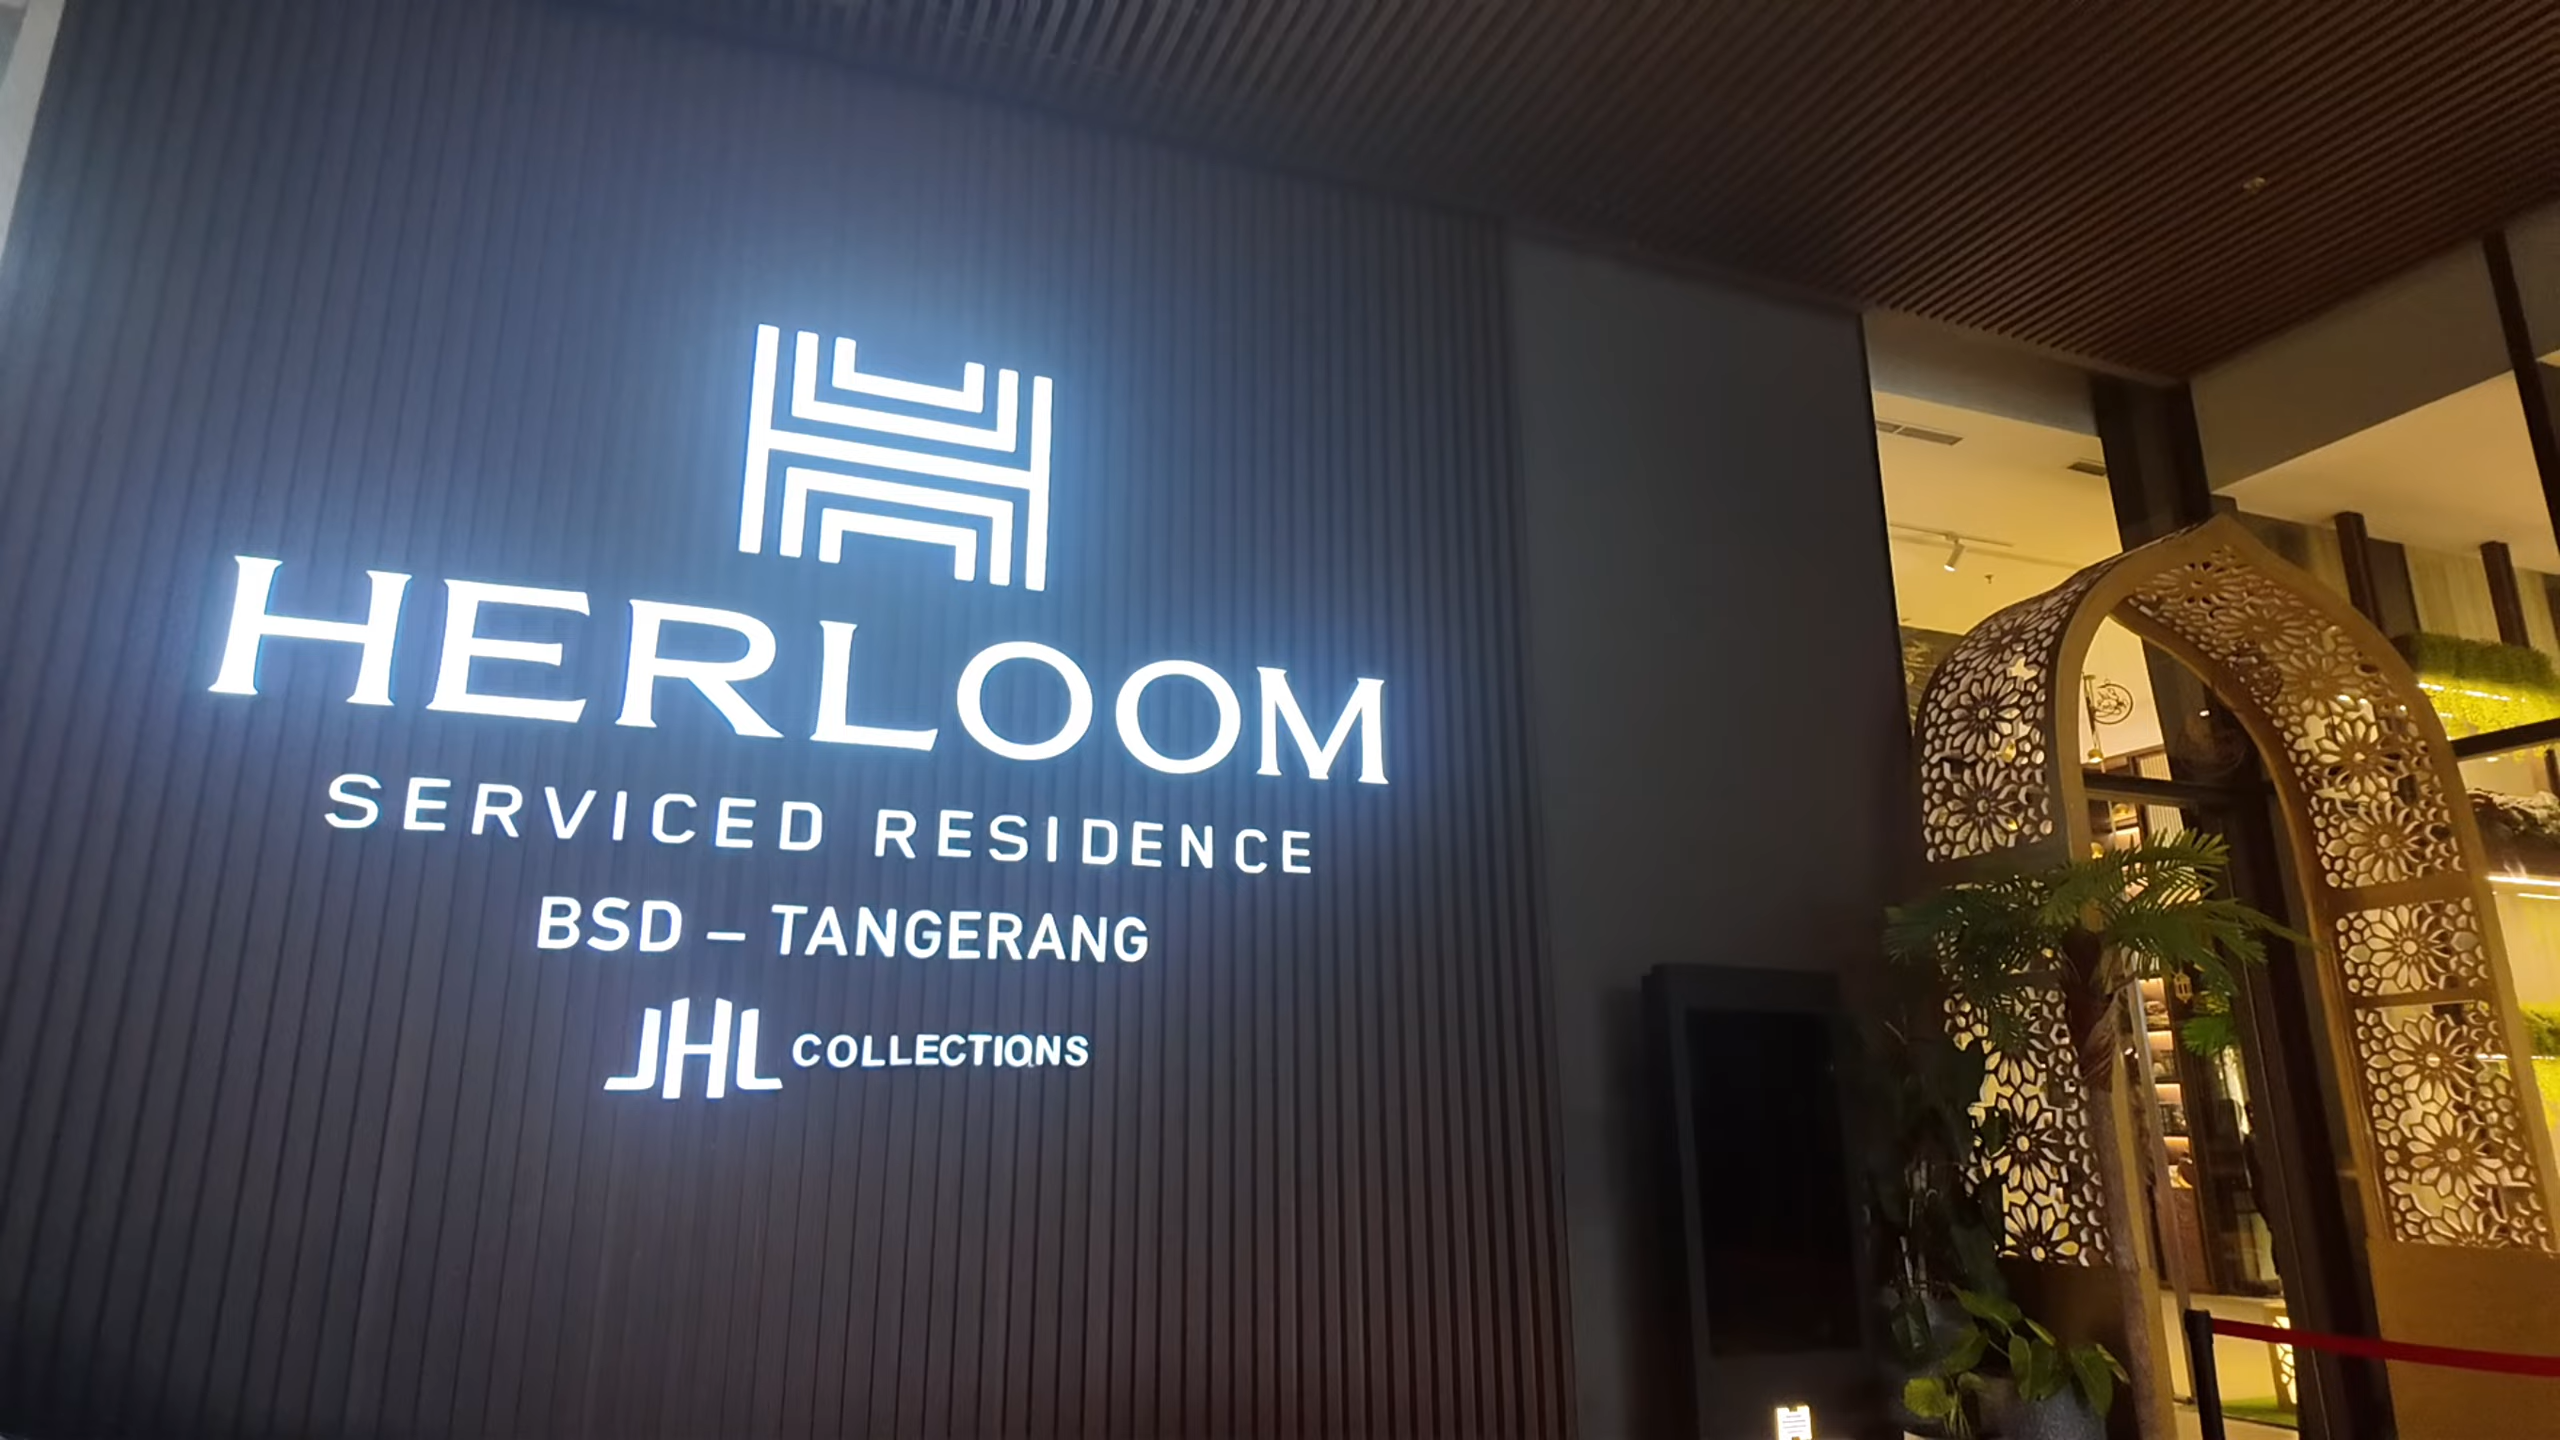 HERLOOM
SERVICED RESIDENCE
BSD – TANGERANG
JHL COLLECTIONS